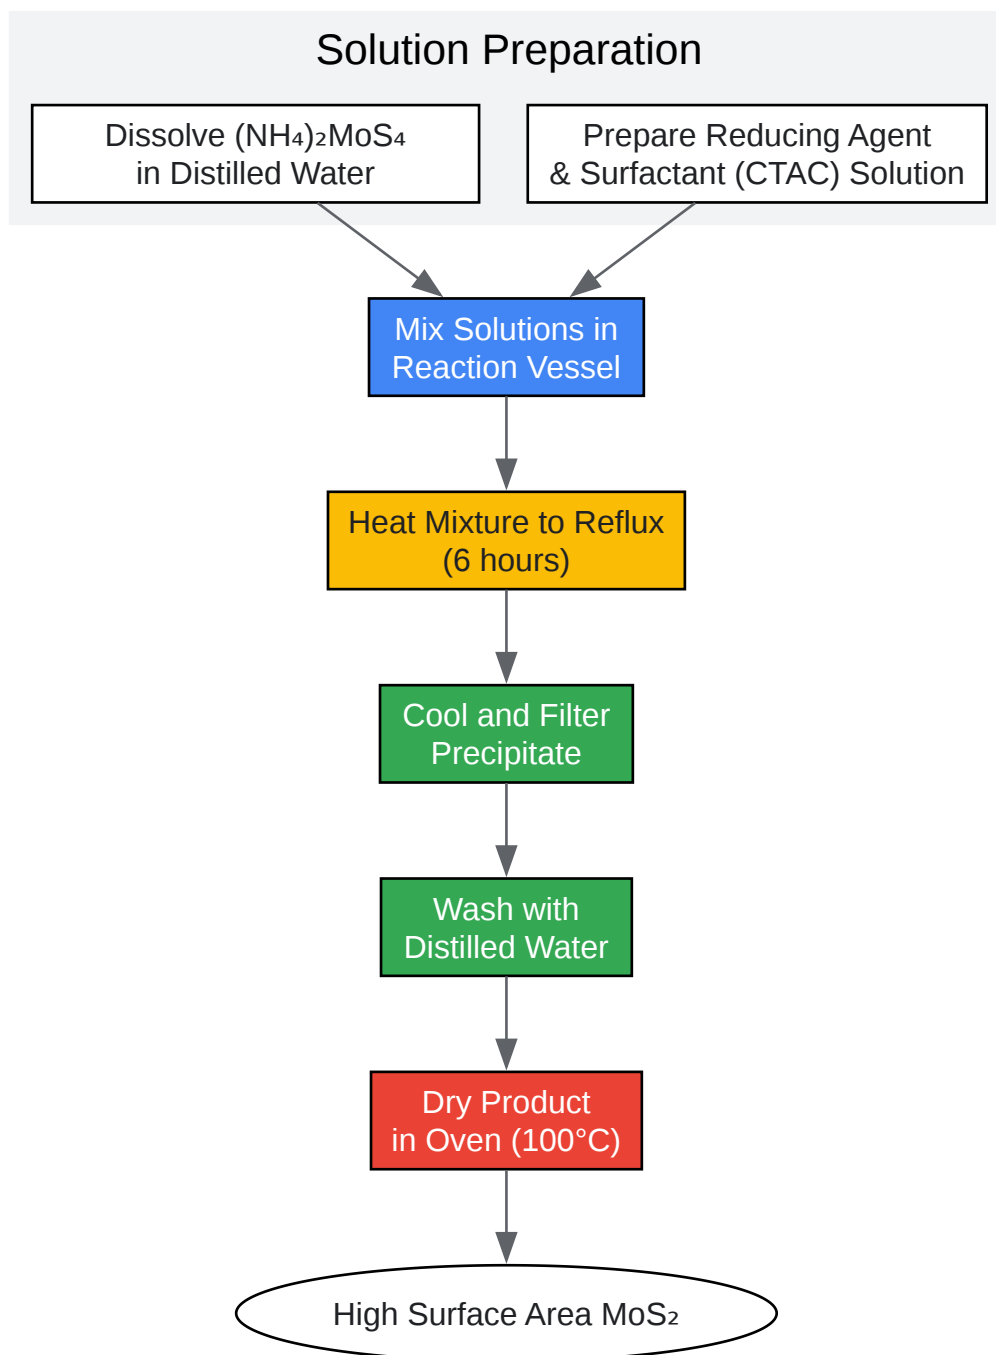 Solution Preparation
Dissolve (NH₄)₂MoS₄
in Distilled Water
Prepare Reducing Agent
& Surfactant (CTAC) Solution
Mix Solutions in
Reaction Vessel
Heat Mixture to Reflux
(6 hours)
Cool and Filter
Precipitate
Wash with
Distilled Water
Dry Product
in Oven (100°C)
High Surface Area MoS₂